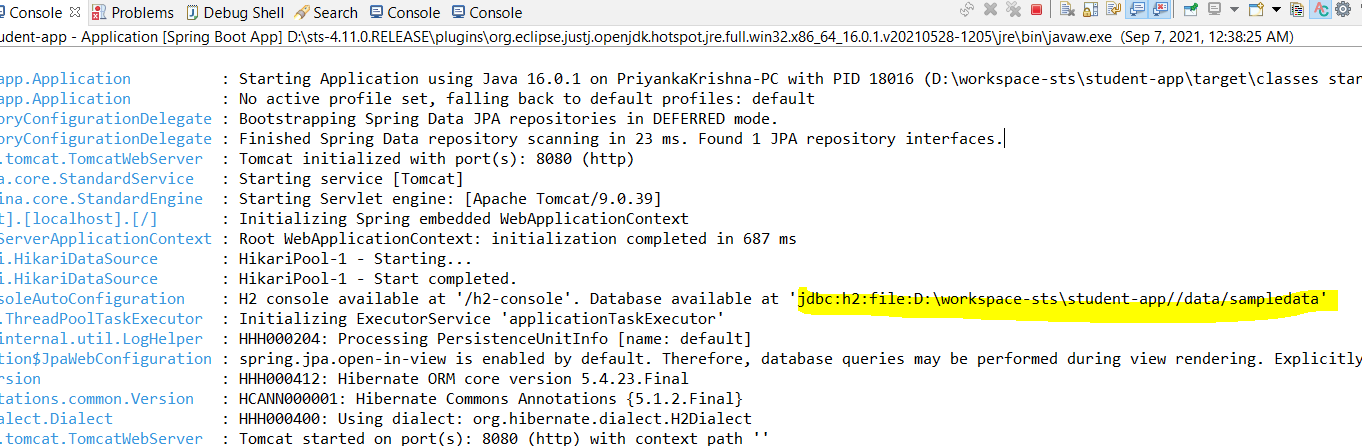 Console Problems Debug Shell Search Console Console
tudent-app - Application [Spring Boot App] D:\sts-4.11.0.RELEASE\plugins\org.eclipse.justj.openjdk.hotspot.jre.full.win32.x86_64_16.0.1.v20210528-1205\jre\bin\javaw.exe (Sep 7, 2021, 12:38:25 AM)
app.Application : Starting Application using Java 16.0.1 on PriyankaKrishna-PC with PID 18016 (D:\workspace-sts\student-app\target\classes star
app.Application : No active profile set, falling back to default profiles: default
oryConfigurationDelegate : Bootstrapping Spring Data JPA repositories in DEFERRED mode.
oryConfigurationDelegate : Finished Spring Data repository scanning in 23 ms. Found 1 JPA repository interfaces.
.tomcat.TomcatWebServer : Tomcat initialized with port(s): 8080 (http)
a.core.StandardService : Starting service [Tomcat]
ina.core.StandardEngine : Starting Servlet engine: [Apache Tomcat/9.0.39]
t].[localhost].[/] : Initializing Spring embedded WebApplicationContext
ServerApplicationContext : Root WebApplicationContext: initialization completed in 687 ms
i.HikariDataSource : HikariPool-1 - Starting...
i.HikariDataSource : HikariPool-1 - Start completed.
soleAutoConfiguration : H2 console available at '/h2-console'. Database available at 'jdbc:h2:file:D:\workspace-sts\student-app//data/sampledata'
.ThreadPoolTaskExecutor : Initializing ExecutorService 'applicationTaskExecutor'
internal.util.LogHelper : HHH000204: Processing PersistenceUnitInfo [name: default]
tion$JpaWebConfiguration : spring.jpa.open-in-view is enabled by default. Therefore, database queries may be performed during view rendering. Explicitly
ersion : HHH000412: Hibernate ORM core version 5.4.23.Final
tations.common.Version : HCANN000001: Hibernate Commons Annotations {5.1.2.Final}
ialect.Dialect : HHH000400: Using dialect: org.hibernate.dialect.H2Dialect
.tomcat.TomcatWebServer : Tomcat started on port(s): 8080 (http) with context path ''